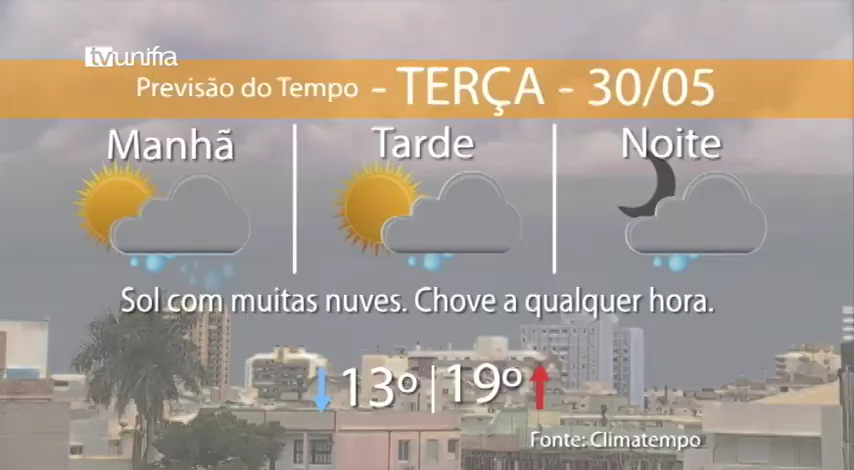 tvunifra
Previsão do Tempo - TERÇA - 30/05
Manhã Tarde Noite
Sol com muitas nuves. Chove a qualquer hora.
13º | 19º
Fonte: Climatempo